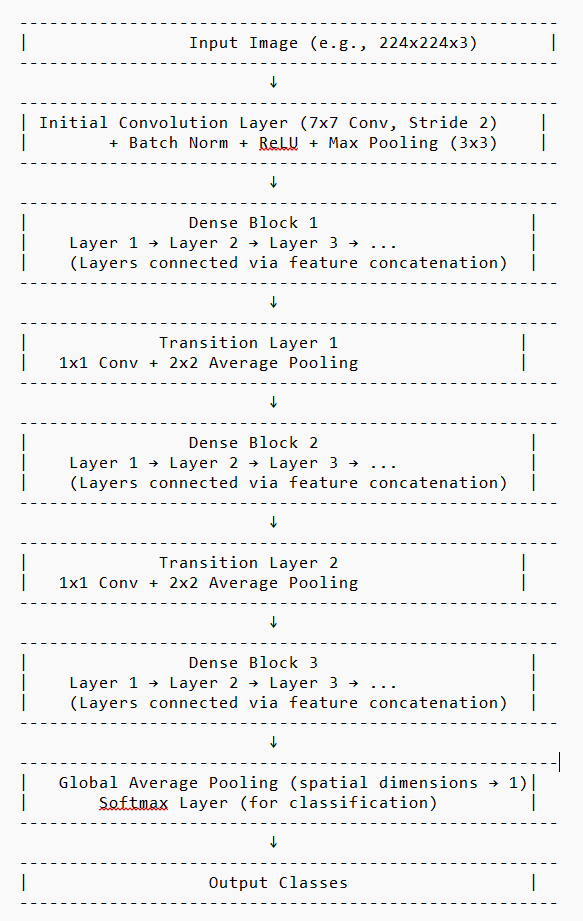 Input Image (e.g., 224x224x3)
↓
Initial Convolution Layer (7x7 Conv, Stride 2)
+ Batch Norm + ReLU + Max Pooling (3x3)
↓
Dense Block 1
Layer 1 → Layer 2 → Layer 3 → ...
(Layers connected via feature concatenation)
↓
Transition Layer 1
1x1 Conv + 2x2 Average Pooling
↓
Dense Block 2
Layer 1 → Layer 2 → Layer 3 → ...
(Layers connected via feature concatenation)
↓
Transition Layer 2
1x1 Conv + 2x2 Average Pooling
↓
Dense Block 3
Layer 1 → Layer 2 → Layer 3 → ...
(Layers connected via feature concatenation)
↓
Global Average Pooling (spatial dimensions → 1)
Softmax Layer (for classification)
↓
Output Classes